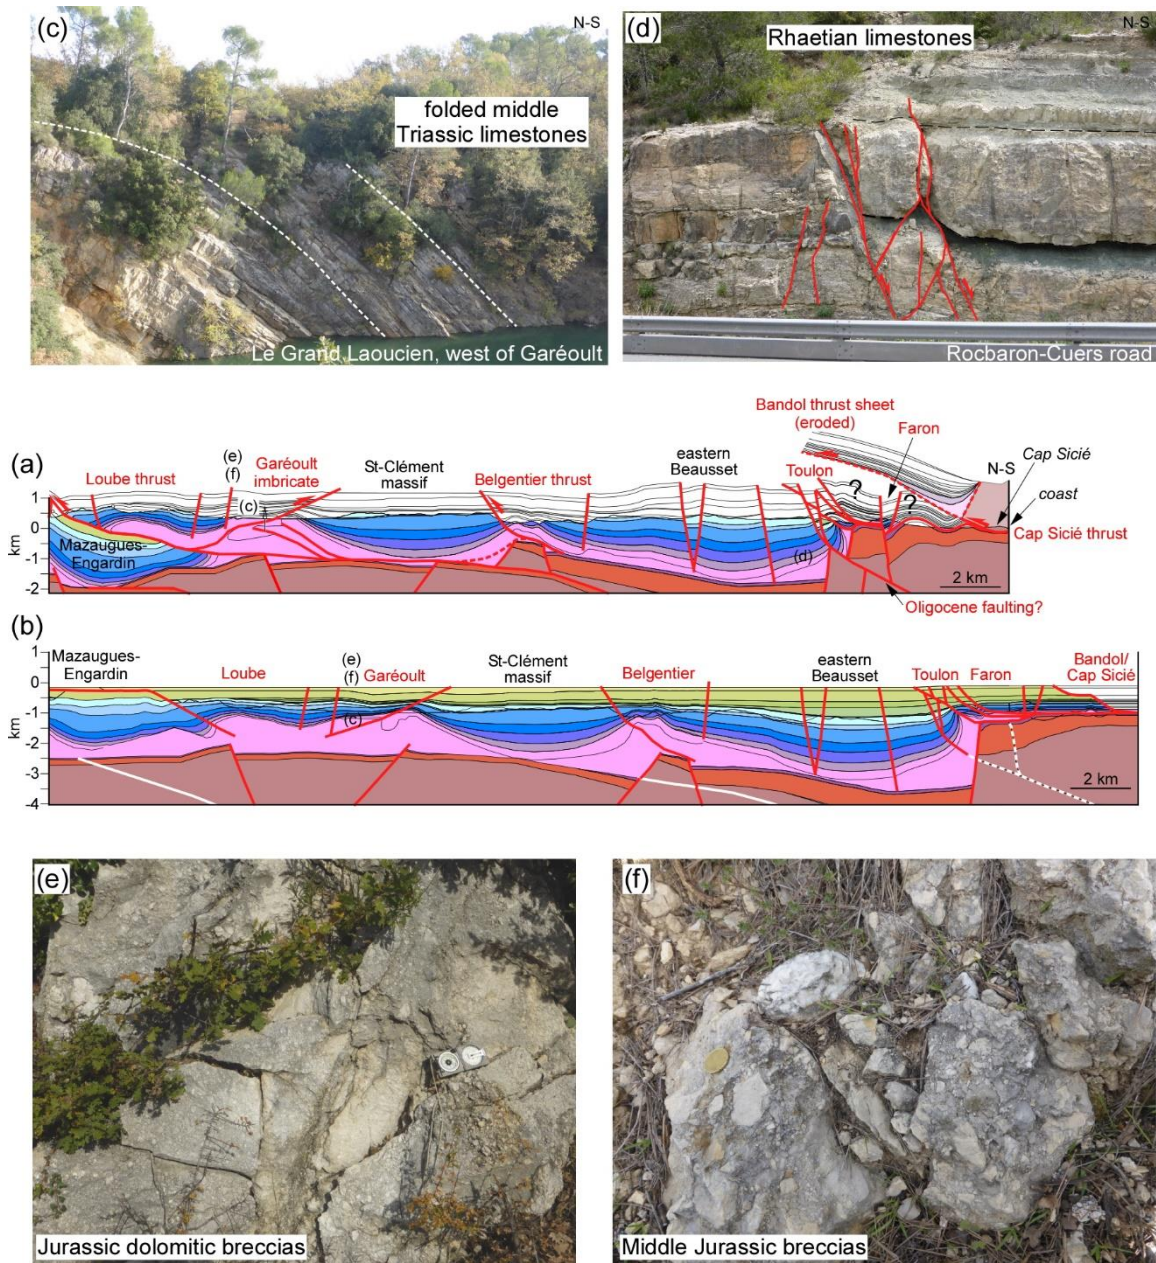 (c)
N-S
folded middle
Triassic limestones
Le Grand Laoucien, west of Garéoult
(d)
N-S
Rhaetian limestones
Rocbaron-Cuers road
(a)
Bandol thrust sheet
(eroded)
Faron
Loube thrust
(e)
(f)
Garéoult
imbricate
St-Clément
massif
Belgentier thrust
eastern
Beausset
Toulon
N-S
Cap Sicié
coast
Cap Sicié thrust
? ?
(c)
(d)
Mazaugues-
Engardin
1
0
-1
-2
km
2 km
Oligocene faulting?
(b)
Mazaugues-
Engardin
Loube
(e)
(f)
Garéoult
St-Clément
massif
Belgentier
eastern
Beausset
Toulon
Faron
Bandol/
Cap Sicié
(c)
1
0
-1
-2
-3
-4
km
2 km
(e)
Jurassic dolomitic breccias
(f)
Middle Jurassic breccias